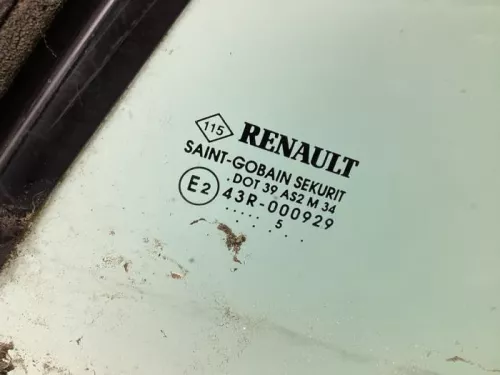 115 RENAULT
SAINT-GOBAIN SEKURIT
.DOT 39 AS2 M 34
E2 43R-000929
..... 5 ...